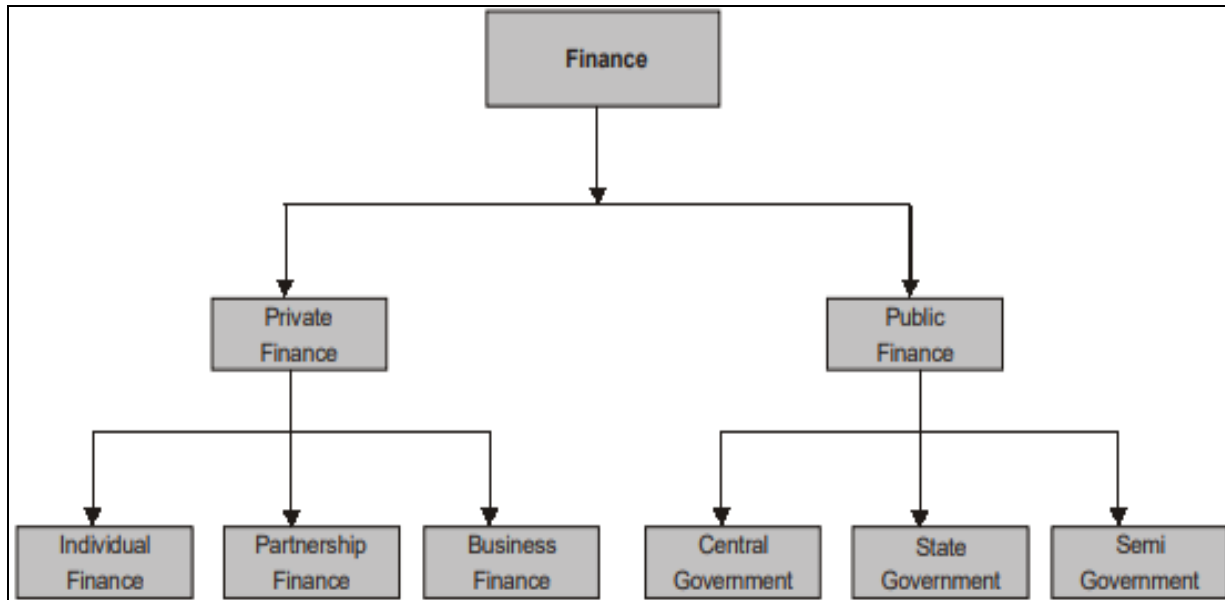 Finance
Private
Finance
Public
Finance
Individual
Finance
Partnership
Finance
Business
Finance
Central
Government
State
Government
Semi
Government